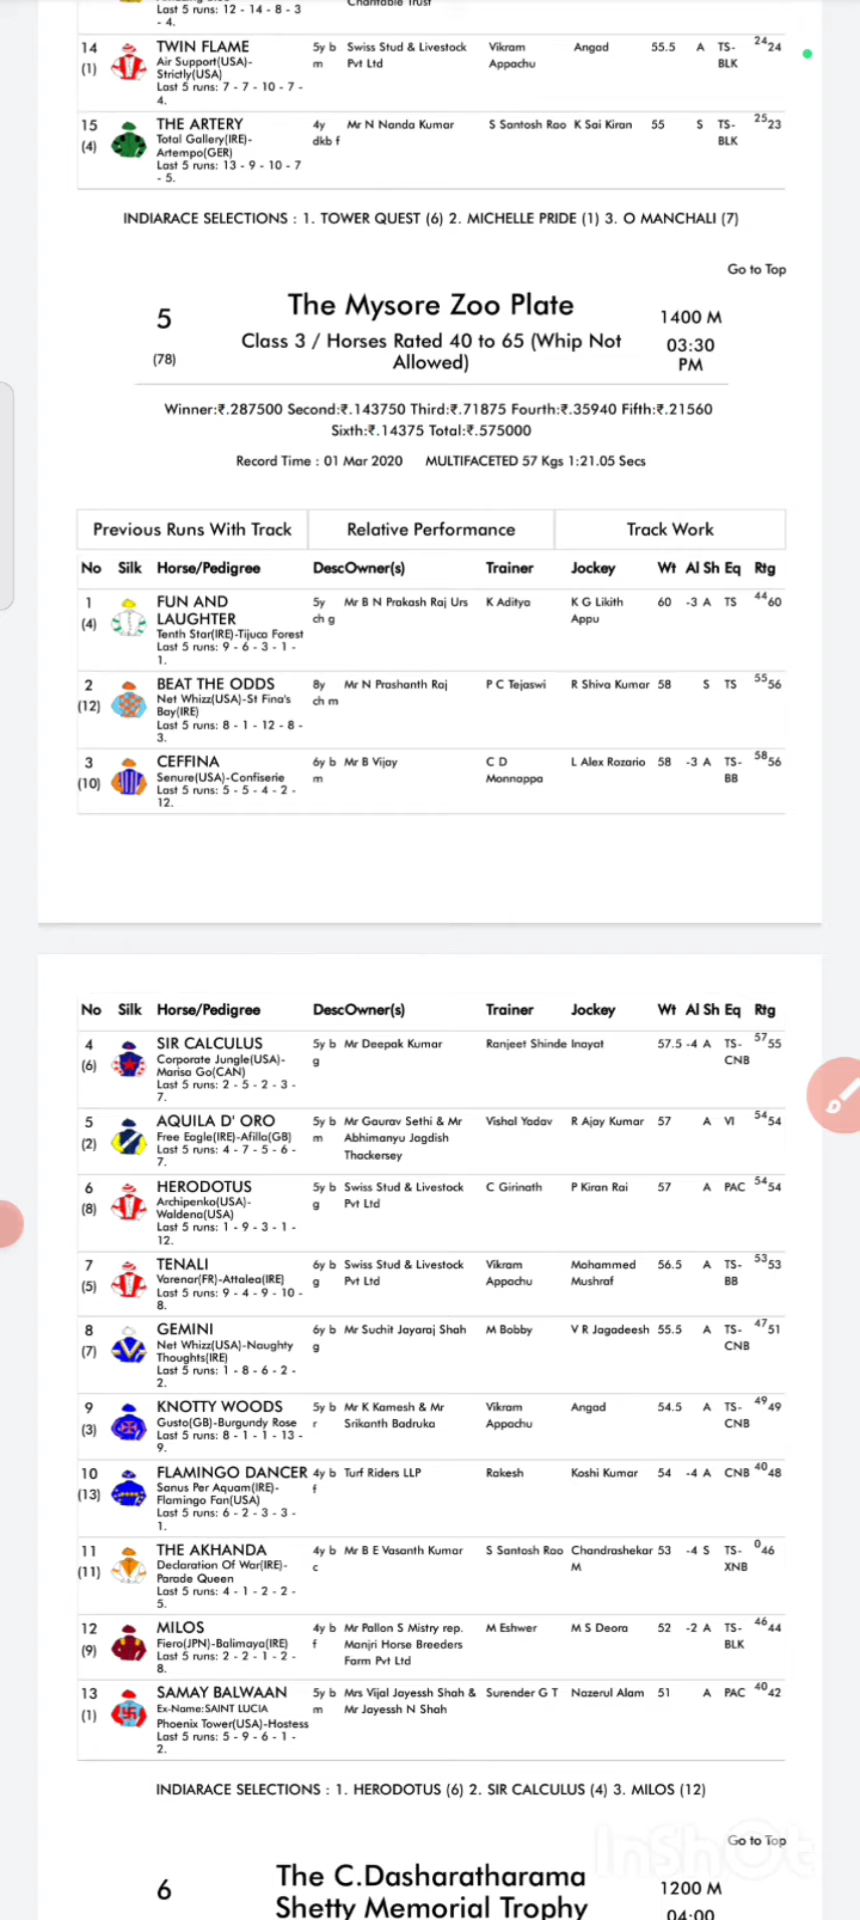 Last 5 runs: 12 - 14 - 8 - 3
- 4.
Charitable Trust
14 TWIN FLAME 5y b Swiss Stud & Livestock Vikram Angad 55.5 A TS- 24 24
(1) Air Support(USA)- m Pvt Ltd Appachu BLK
Strictly(USA)
Last 5 runs: 7 - 7 - 10 - 7 -
4.
15 THE ARTERY 4y Mr N Nanda Kumar S Santosh Rao K Sai Kiran 55 S TS- 25 23
(4) Total Gallery(IRE)- dkb f BLK
Artempo(GER)
Last 5 runs: 13 - 9 - 10 - 7
- 5.
INDIARACE SELECTIONS : 1. TOWER QUEST (6) 2. MICHELLE PRIDE (1) 3. O MANCHALI (7)
Go to Top
5 The Mysore Zoo Plate 1400 M
(78) Class 3 / Horses Rated 40 to 65 (Whip Not 03:30
Allowed) PM
Winner:₹.287500 Second:₹.143750 Third:₹.71875 Fourth:₹.35940 Fifth:₹.21560
Sixth:₹.14375 Total:₹.575000
Record Time : 01 Mar 2020 MULTIFACETED 57 Kgs 1:21.05 Secs
Previous Runs With Track Relative Performance Track Work
No Silk Horse/Pedigree Desc Owner(s) Trainer Jockey Wt Al Sh Eq Rtg
1 FUN AND 5y Mr B N Prakash Raj Urs K Aditya K G Likith 60 -3 A TS 44 60
(4) LAUGHTER ch g Appu
Tenth Star(IRE)-Tijuca Forest
Last 5 runs: 9 - 6 - 3 - 1 -
1.
2 BEAT THE ODDS 8y Mr N Prashanth Raj P C Tejaswi R Shiva Kumar 58 S TS 55 56
(12) Net Whizz(USA)-St Fina's ch m
Bay(IRE)
Last 5 runs: 8 - 1 - 12 - 8 -
3.
3 CEFFINA 6y b Mr B Vijay C D L Alex Rozario 58 -3 A TS- 58 56
(10) Senure(USA)-Confiserie m Monnappa BB
Last 5 runs: 5 - 5 - 4 - 2 -
12.
No Silk Horse/Pedigree Desc Owner(s) Trainer Jockey Wt Al Sh Eq Rtg
4 SIR CALCULUS 5y b Mr Deepak Kumar Ranjeet Shinde Inayat 57.5 -4 A TS- 57 55
(6) Corporate Jungle(USA)- g CNB
Marisa Go(CAN)
Last 5 runs: 2 - 5 - 2 - 3 -
7.
5 AQUILA D' ORO 5y b Mr Gaurav Sethi & Mr Vishal Yadav R Ajay Kumar 57 A VI 54 54
(2) Free Eagle(IRE)-Afilla(GB) m Abhimanyu Jagdish
Last 5 runs: 4 - 7 - 5 - 6 - Thackersey
7.
6 HERODOTUS 5y b Swiss Stud & Livestock C Girinath P Kiran Rai 57 A PAC 54 54
(8) Archipenko(USA)- g Pvt Ltd
Waldena(USA)
Last 5 runs: 1 - 9 - 3 - 1 -
12.
7 TENALI 6y b Swiss Stud & Livestock Vikram Mohammed 56.5 A TS- 53 53
(5) Varenar(FR)-Attalea(IRE) g Pvt Ltd Appachu Mushraf BB
Last 5 runs: 9 - 4 - 9 - 10 -
8.
8 GEMINI 6y b Mr Suchit Jayaraj Shah M Bobby V R Jagadeesh 55.5 A TS- 47 51
(7) Net Whizz(USA)-Naughty g CNB
Thoughts(IRE)
Last 5 runs: 1 - 8 - 6 - 2 -
2.
9 KNOTTY WOODS 5y b Mr K Kamesh & Mr Vikram Angad 54.5 A TS- 49 49
(3) Gusto(GB)-Burgundy Rose r Srikanth Badruka Appachu CNB
Last 5 runs: 8 - 1 - 1 - 13 -
9.
10 FLAMINGO DANCER 4y b Turf Riders LLP Rakesh Koshi Kumar 54 -4 A CNB 40 48
(13) Sanus Per Aquam(IRE)- f
Flamingo Fan(USA)
Last 5 runs: 6 - 2 - 3 - 3 -
1.
11 THE AKHANDA 4y b Mr B E Vasanth Kumar S Santosh Rao Chandrashekar 53 -4 S TS- 0 46
(11) Declaration Of War(IRE)- c M XNB
Parade Queen
Last 5 runs: 4 - 1 - 2 - 2 -
5.
12 MILOS 4y b Mr Pallon S Mistry rep. M Eshwer M S Deora 52 -2 A TS- 46 44
(9) Fiero(JPN)-Balimaya(IRE) f Manjri Horse Breeders BLK
Last 5 runs: 2 - 2 - 1 - 2 - Farm Pvt Ltd
8.
13 SAMAY BALWAAN 5y b Mrs Vijal Jayessh Shah & Surender G T Nazerul Alam 51 A PAC 40 42
(1) Ex-Name:SAINT LUCIA m Mr Jayessh N Shah
Phoenix Tower(USA)-Hostess
Last 5 runs: 5 - 9 - 6 - 1 -
2.
INDIARACE SELECTIONS : 1. HERODOTUS (6) 2. SIR CALCULUS (4) 3. MILOS (12)
InShOt
Go to Top
6 The C.Dasharatharama 1200 M
Shetty Memorial Trophy 04:00